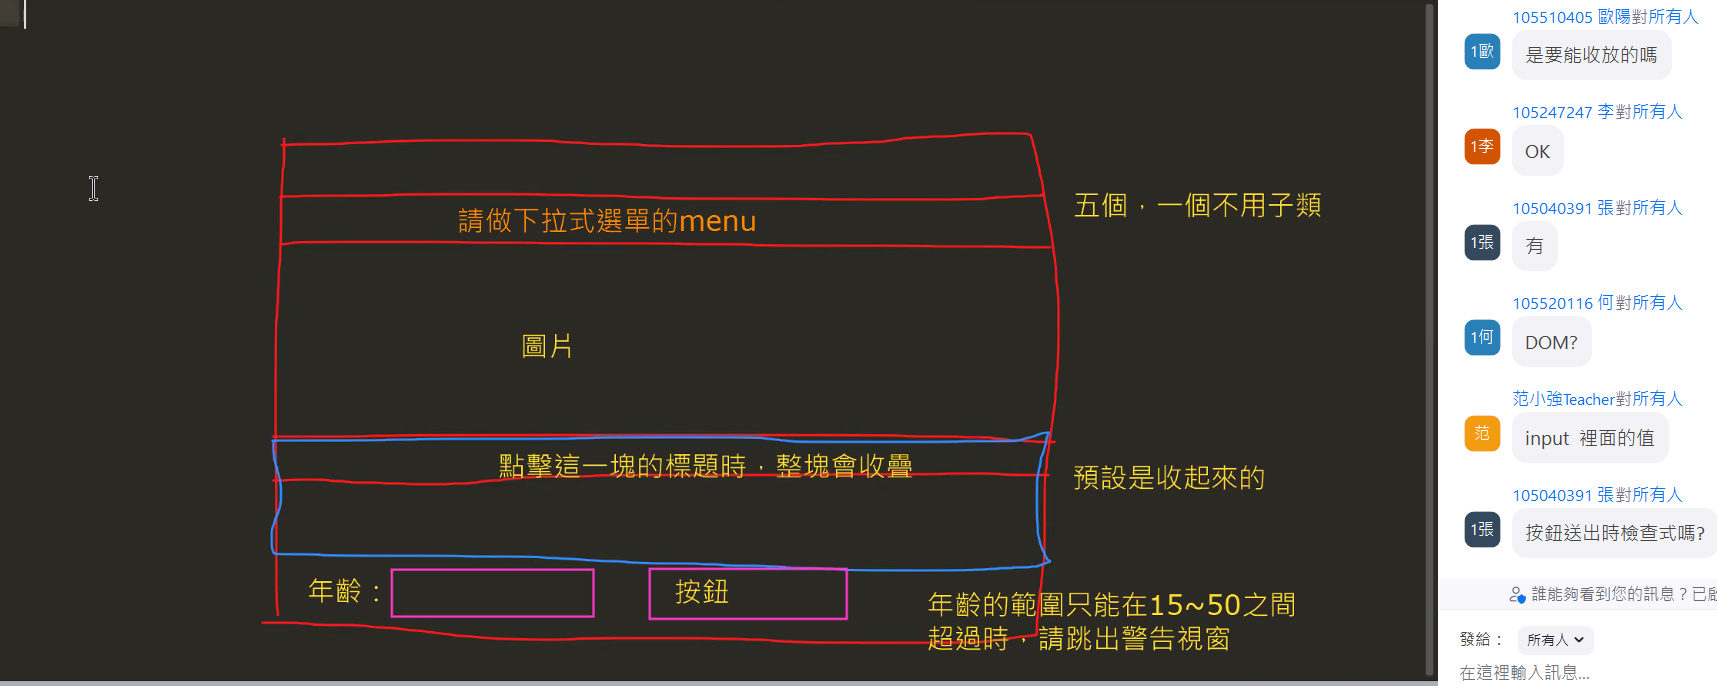 請做下拉式選單的menu
五個，一個不用子類
圖片
點擊這一塊的標題時，整塊會收疊
預設是收起來的
年齡：
按鈕
年齡的範圍只能在15~50之間
超過時，請跳出警告視窗
105510405 歐陽對所有人
1歐
是要能收放的嗎
105247247 李對所有人
1李
OK
105040391 張對所有人
1張
有
105520116 何對所有人
1何
DOM?
范小強Teacher對所有人
范
input 裡面的值
105040391 張對所有人
1張
按鈕送出時檢查式嗎?
誰能夠看到您的訊息？已
發給：
所有人
在這裡輸入訊息...